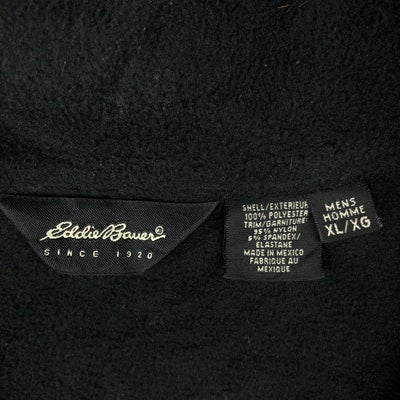 Eddie Bauer®
SINCE 1920
SHELL/EXTERIEUR
100% POLYESTER
TRIM/GARNITURE
95% NYLON
5% SPANDEX/
ELASTANE
MADE IN MEXICO
FABRIQUE AU
MEXIQUE
MENS
HOMME
XL/XG